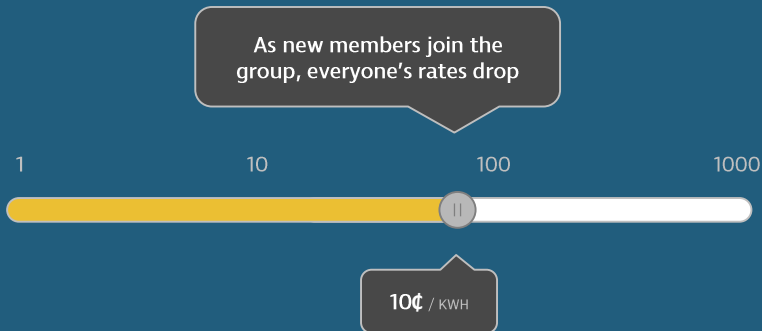 As new members join the
group, everyone's rates drop
1 10 100 1000
10¢ / KWH